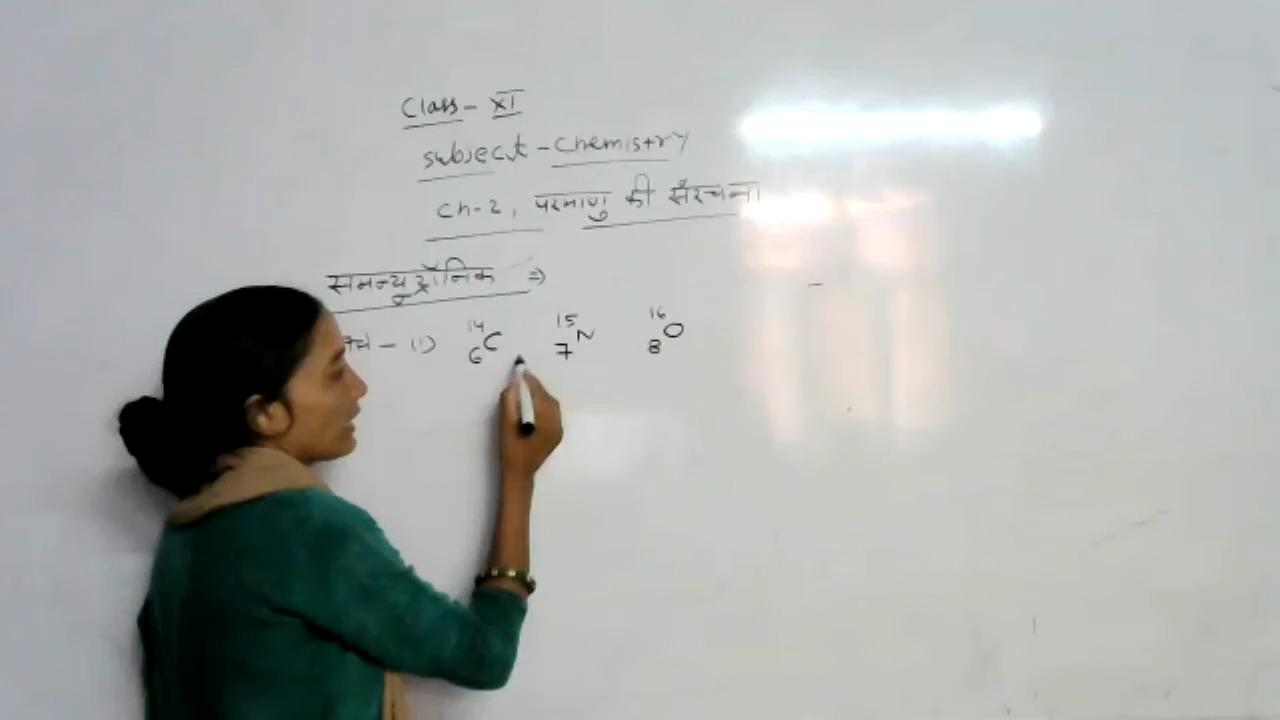 Class - XI
subject - Chemistry
Ch-2, परमाणु की संरचना
समन्यूट्रॉनिक ⇒
- (1) ¹⁴₆C ¹⁵₇N ¹⁶₈O